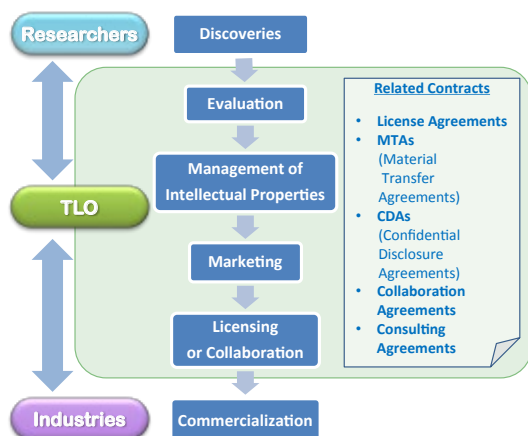 Researchers
Discoveries
Evaluation
Management of
Intellectual Properties
TLO
Marketing
Licensing
or Collaboration
Industries
Commercialization
Related Contracts
• License Agreements
• MTAs
(Material
Transfer
Agreements)
• CDAs
(Confidential
Disclosure
Agreements)
• Collaboration
Agreements
• Consulting
Agreements